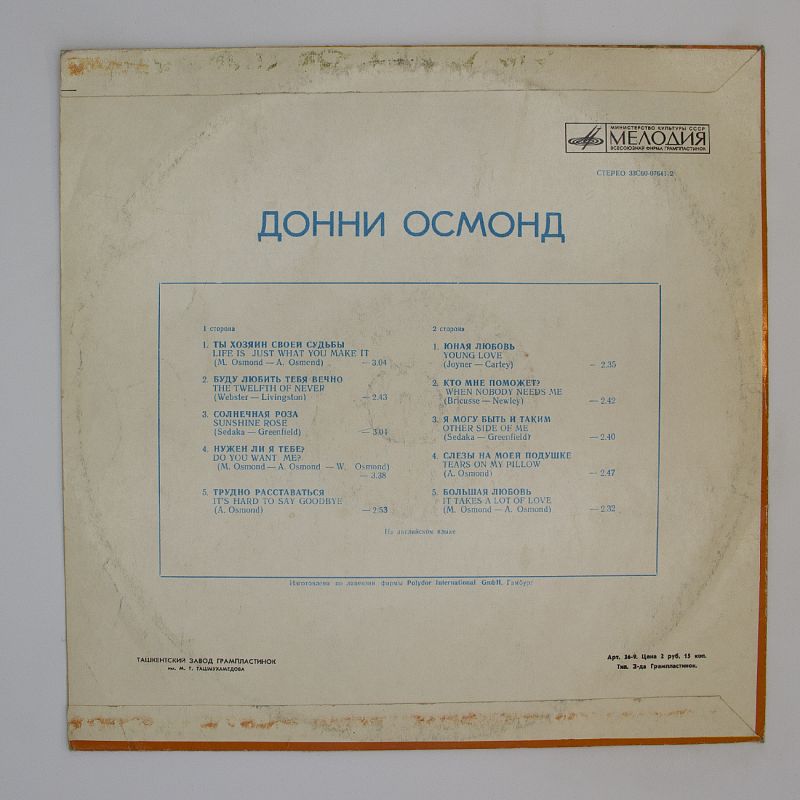 МИНИСТЕРСТВО КУЛЬТУРЫ СССР
МЕЛОДИЯ
ВСЕСОЮЗНАЯ ФИРМА ГРАМПЛАСТИНОК
СТЕРЕО 33С60-07641-2
ДОННИ ОСМОНД
1 сторона
1. ТЫ ХОЗЯИН СВОЕЙ СУДЬБЫ
LIFE IS JUST WHAT YOU MAKE IT
(M. Osmond — A. Osmond) — 3.04
2. БУДУ ЛЮБИТЬ ТЕБЯ ВЕЧНО
THE TWELFTH OF NEVER
(Webster — Livingston) — 2.43
3. СОЛНЕЧНАЯ РОЗА
SUNSHINE ROSE
(Sedaka — Greenfield) — 3.04
4. НУЖЕН ЛИ Я ТЕБЕ?
DO YOU WANT ME?
(M. Osmond — A. Osmond — W. Osmond)
— 3.38
5. ТРУДНО РАССТАВАТЬСЯ
IT'S HARD TO SAY GOODBYE
(A. Osmond) — 2.53
2 сторона
1. ЮНАЯ ЛЮБОВЬ
YOUNG LOVE
(Joyner — Cartey) — 2.35
2. КТО МНЕ ПОМОЖЕТ?
WHEN NOBODY NEEDS ME
(Bricusse — Newley) — 2.42
3. Я МОГУ БЫТЬ И ТАКИМ
OTHER SIDE OF ME
(Sedaka — Greenfield) — 2.40
4. СЛЕЗЫ НА МОЕЙ ПОДУШКЕ
TEARS ON MY PILLOW
(A. Osmond) — 2.47
5. БОЛЬШАЯ ЛЮБОВЬ
IT TAKES A LOT OF LOVE
(M. Osmond — A. Osmond) — 2.32
На английском языке
Изготовлена по лицензии фирмы Polydor International GmbH, Гамбург
ТАШКЕНТСКИЙ ЗАВОД ГРАМПЛАСТИНОК
им. М. Т. ТАШМУХАМЕДОВА
Арт. 36-9. Цена 2 руб. 15 коп.
Тип. З-да Грампластинок.